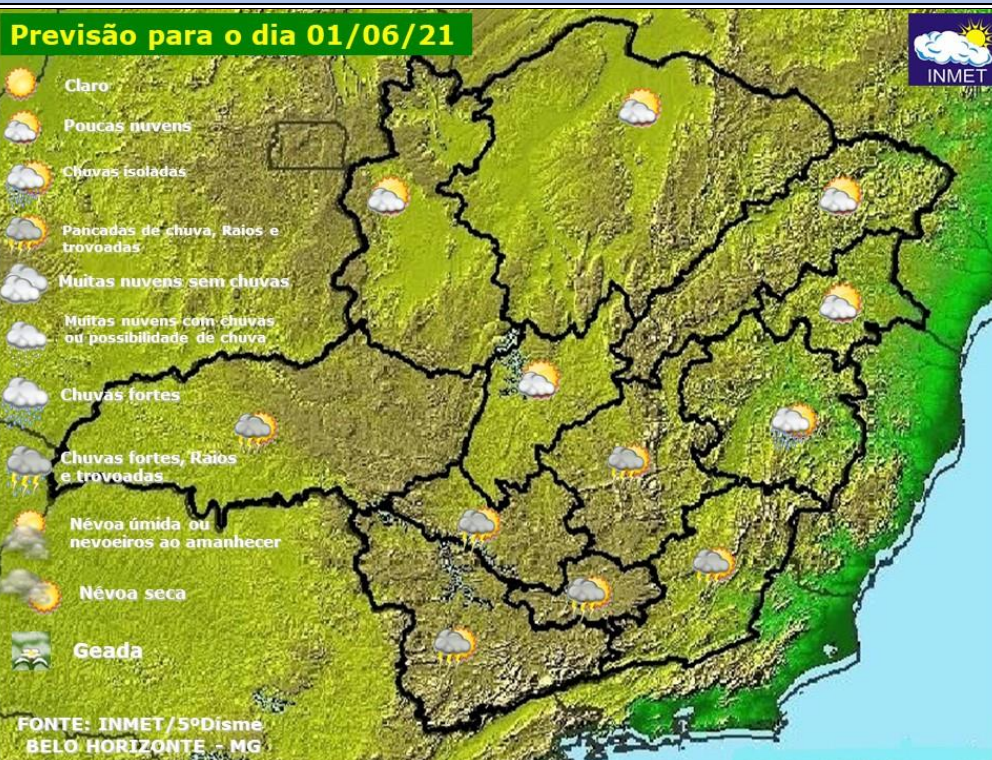 Previsão para o dia 01/06/21
INMET
Claro
Poucas nuvens
Chuvas isoladas
Pancadas de chuva, Raios e
trovoadas
Muitas nuvens sem chuvas
Muitas nuvens com chuvas
ou possibilidade de chuva
Chuvas fortes
Chuvas fortes, Raios
e trovoadas
Névoa úmida ou
nevoeiros ao amanhecer
Névoa seca
Geada
FONTE: INMET/5ºDisme
BELO HORIZONTE - MG